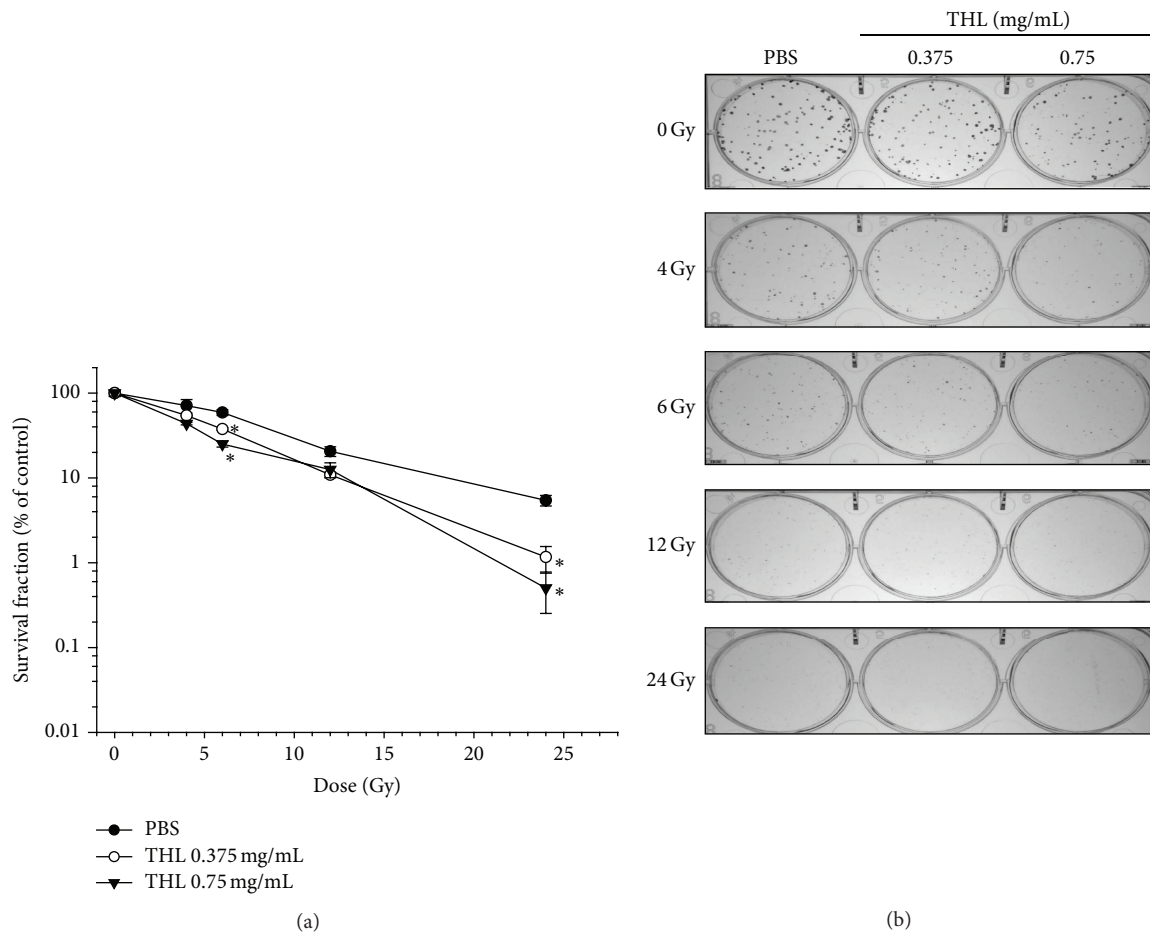 100
10
1
0.1
0.01
Survival fraction (% of control)
0
5
10
15
20
25
Dose (Gy)
*
*
*
*
PBS
THL 0.375 mg/mL
THL 0.75 mg/mL
(a)
THL (mg/mL)
PBS
0.375
0.75
0 Gy
4 Gy
6 Gy
12 Gy
24 Gy
(b)